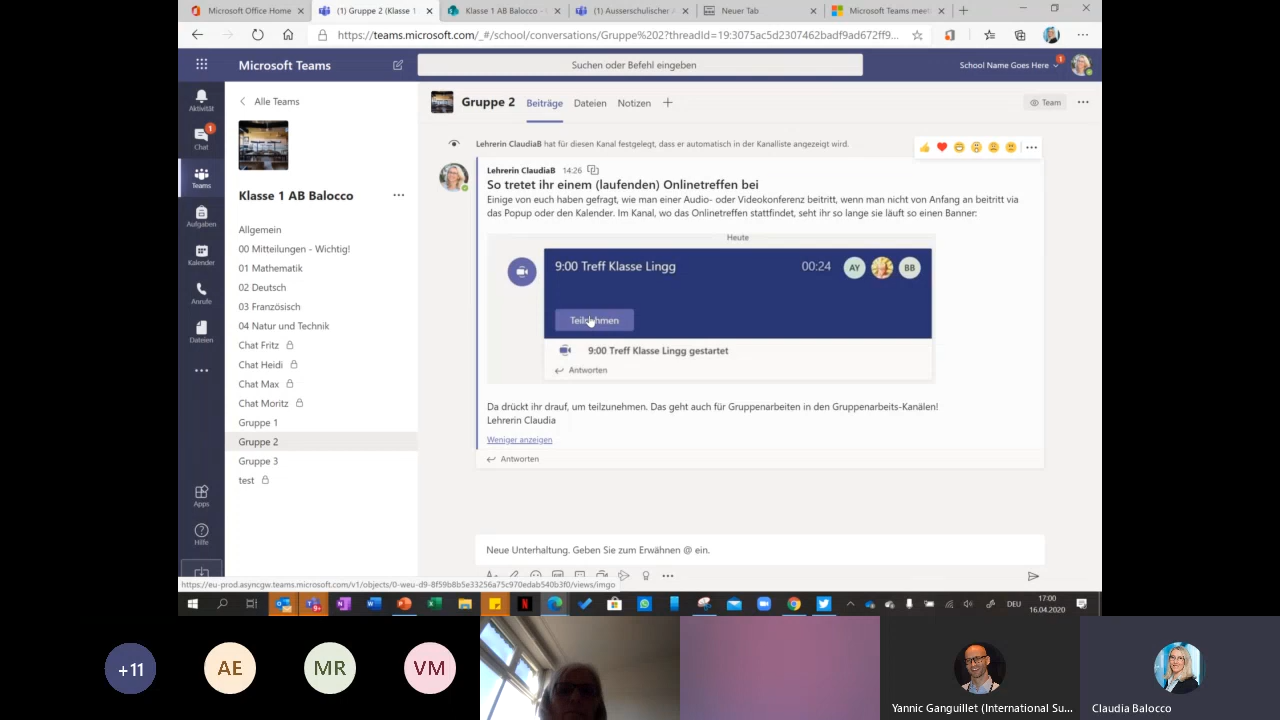 Microsoft Office Home
(1) Gruppe 2 (Klasse 1
Klasse 1 AB Balocco -
(1) Ausserschulischer A
Neuer Tab
Microsoft Teams meet
https://teams.microsoft.com/_#/school/conversations/Gruppe%202?threadId=19:3075ac5d2307462badf9ad672ff9...
Microsoft Teams
Suchen oder Befehl eingeben
School Name Goes Here
1
Aktivität
Chat
1
Teams
Aufgaben
Kalender
Anrufe
Dateien
Apps
Hilfe
Alle Teams
Klasse 1 AB Balocco
Allgemein
00 Mitteilungen - Wichtig!
01 Mathematik
02 Deutsch
03 Französisch
04 Natur und Technik
Chat Fritz
Chat Heidi
Chat Max
Chat Moritz
Gruppe 1
Gruppe 2
Gruppe 3
test
Gruppe 2
Beiträge
Dateien
Notizen
Team
Lehrerin ClaudiaB hat für diesen Kanal festgelegt, dass er automatisch in der Kanalliste angezeigt wird.
Lehrerin ClaudiaB 14:26
So tretet ihr einem (laufenden) Onlinetreffen bei
Einige von euch haben gefragt, wie man einer Audio- oder Videokonferenz beitritt, wenn man nicht von Anfang an beitritt via
das Popup oder den Kalender. Im Kanal, wo das Onlinetreffen stattfindet, seht ihr so lange sie läuft so einen Banner:
Heute
9:00 Treff Klasse Lingg
00:24
AY
BB
Teilnehmen
9:00 Treff Klasse Lingg gestartet
Antworten
Da drückt ihr drauf, um teilzunehmen. Das geht auch für Gruppenarbeiten in den Gruppenarbeits-Kanälen!
Lehrerin Claudia
Weniger anzeigen
Antworten
Neue Unterhaltung. Geben Sie zum Erwähnen @ ein.
DEU
17:00
16.04.2020
+11
AE
MR
VM
Yannic Ganguillet (International Su...
Claudia Balocco